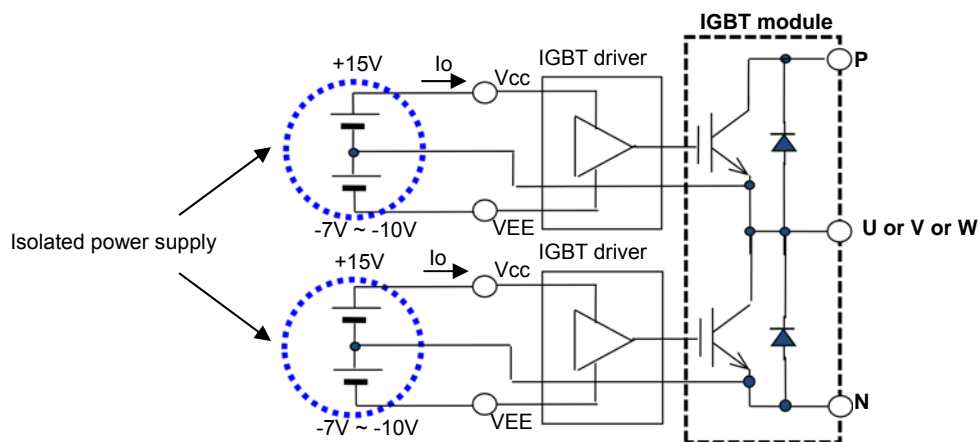 IGBT module
IGBT driver
+15V
Io
Vcc
P
VEE
-7V ~ -10V
U or V or W
Isolated power supply
+15V
Io
Vcc
IGBT driver
VEE
-7V ~ -10V
N